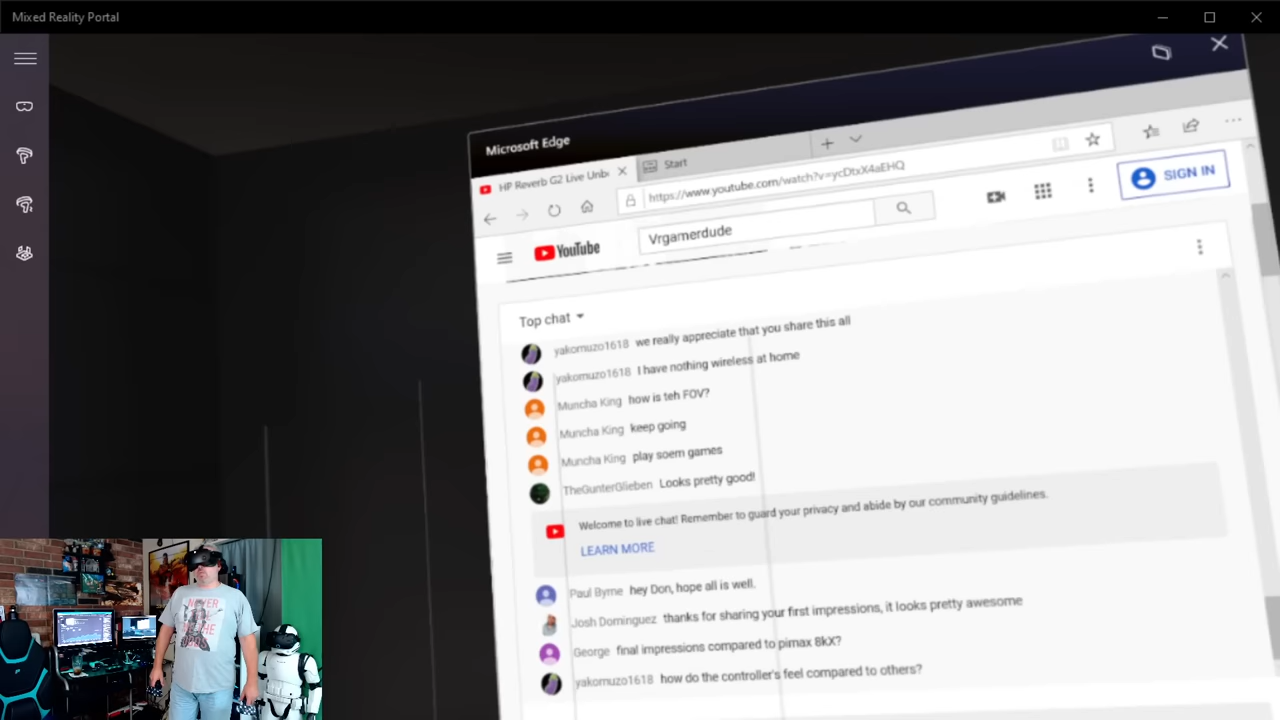 Mixed Reality Portal
Microsoft Edge
HP Reverb G2 Live Unb
Start
https://www.youtube.com/watch?v=ycDtxX4aEHQ
YouTube
Vrgamerdude
SIGN IN
Top chat
yakomuzo1618 we really appreciate that you share this all
yakomuzo1618 I have nothing wireless at home
Muncha King how is teh FOV?
Muncha King keep going
Muncha King play soem games
TheGunterGlieben Looks pretty good!
Welcome to live chat! Remember to guard your privacy and abide by our community guidelines.
LEARN MORE
Paul Byrne hey Don, hope all is well.
Josh Dominguez thanks for sharing your first impressions, it looks pretty awesome
George final impressions compared to pimax 8kX?
yakomuzo1618 how do the controller's feel compared to others?
NEVER
THE